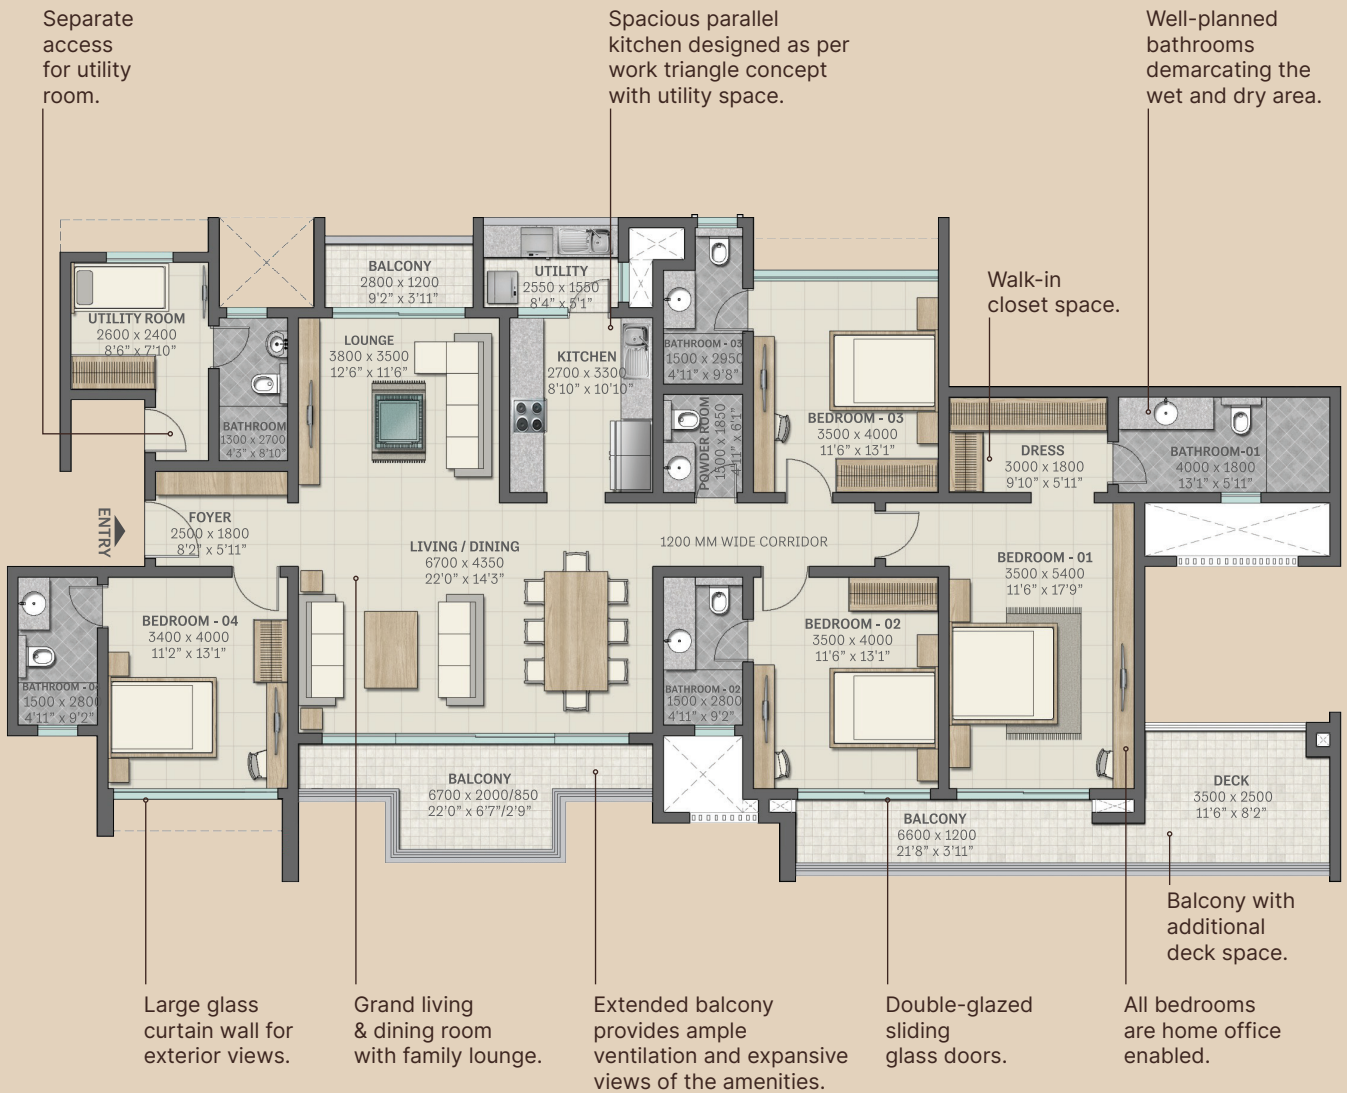 Separate
access
for utility
room.
Spacious parallel
kitchen designed as per
work triangle concept
with utility space.
Well-planned
bathrooms
demarcating the
wet and dry area.
Walk-in
closet space.
BALCONY
2800 x 1200
9'2" x 3'11"
UTILITY
2550 x 1550
8'4" x 5'1"
UTILITY ROOM
2600 x 2400
8'6" x 7'10"
LOUNGE
3800 x 3500
12'6" x 11'6"
KITCHEN
2700 x 3300
8'10" x 10'10"
BATHROOM - 03
1500 x 2950
4'11" x 9'8"
BATHROOM
1300 x 2700
4'3" x 8'10"
POWDER ROOM
1500 x 1850
4'11" x 6'1"
BEDROOM - 03
3500 x 4000
11'6" x 13'1"
DRESS
3000 x 1800
9'10" x 5'11"
BATHROOM-01
4000 x 1800
13'1" x 5'11"
ENTRY
FOYER
2500 x 1800
8'2" x 5'11"
LIVING / DINING
6700 x 4350
22'0" x 14'3"
1200 MM WIDE CORRIDOR
BEDROOM - 01
3500 x 5400
11'6" x 17'9"
BEDROOM - 04
3400 x 4000
11'2" x 13'1"
BEDROOM - 02
3500 x 4000
11'6" x 13'1"
BATHROOM - 04
1500 x 2800
4'11" x 9'2"
BATHROOM - 02
1500 x 2800
4'11" x 9'2"
BALCONY
6700 x 2000/850
22'0" x 6'7"/2'9"
DECK
3500 x 2500
11'6" x 8'2"
BALCONY
6600 x 1200
21'8" x 3'11"
Balcony with
additional
deck space.
Large glass
curtain wall for
exterior views.
Grand living
& dining room
with family lounge.
Extended balcony
provides ample
ventilation and expansive
views of the amenities.
Double-glazed
sliding
glass doors.
All bedrooms
are home office
enabled.